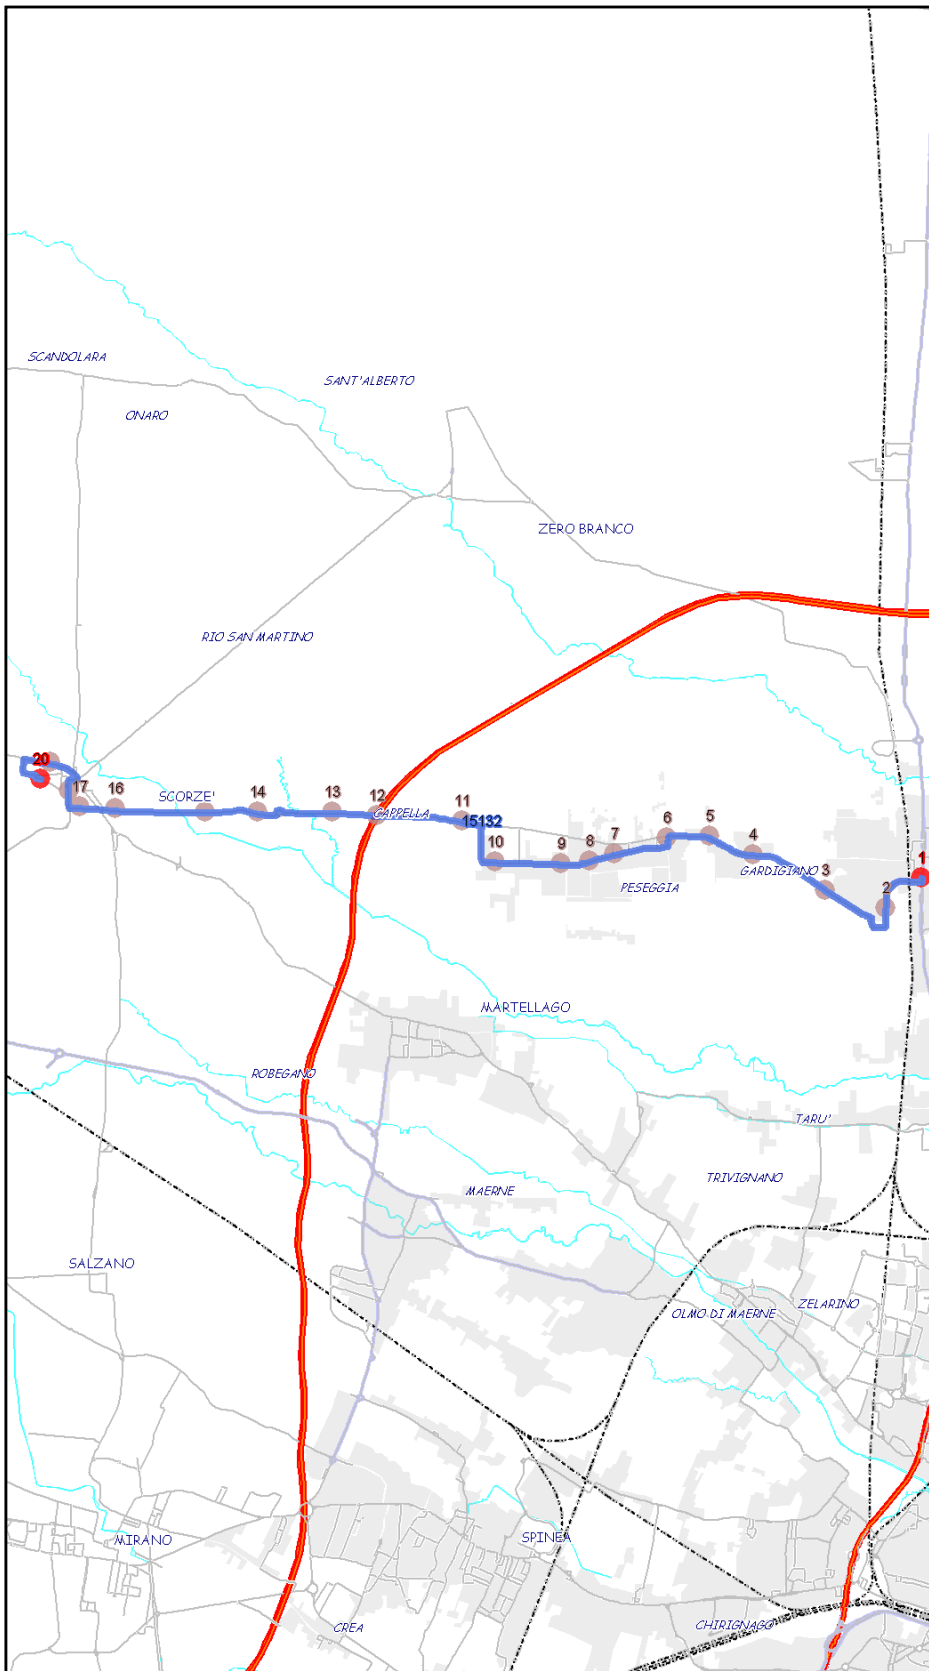 SCANDOLARA
SANT'ALBERTO
ONARO
ZERO BRANCO
RIO SAN MARTINO
20
17
16
SCORZE'
14
13
12
CAPPELLA
11
15132
10
9
8
7
6
5
4
GARDIGIANO
3
2
1
PESEGGIA
MARTELLAGO
ROBEGANO
TARU'
TRIVIGNANO
MAERNE
SALZANO
ZELARINO
OLMO DI MAERNE
MIRANO
SPINEA
CREA
CHIRIGNAGO